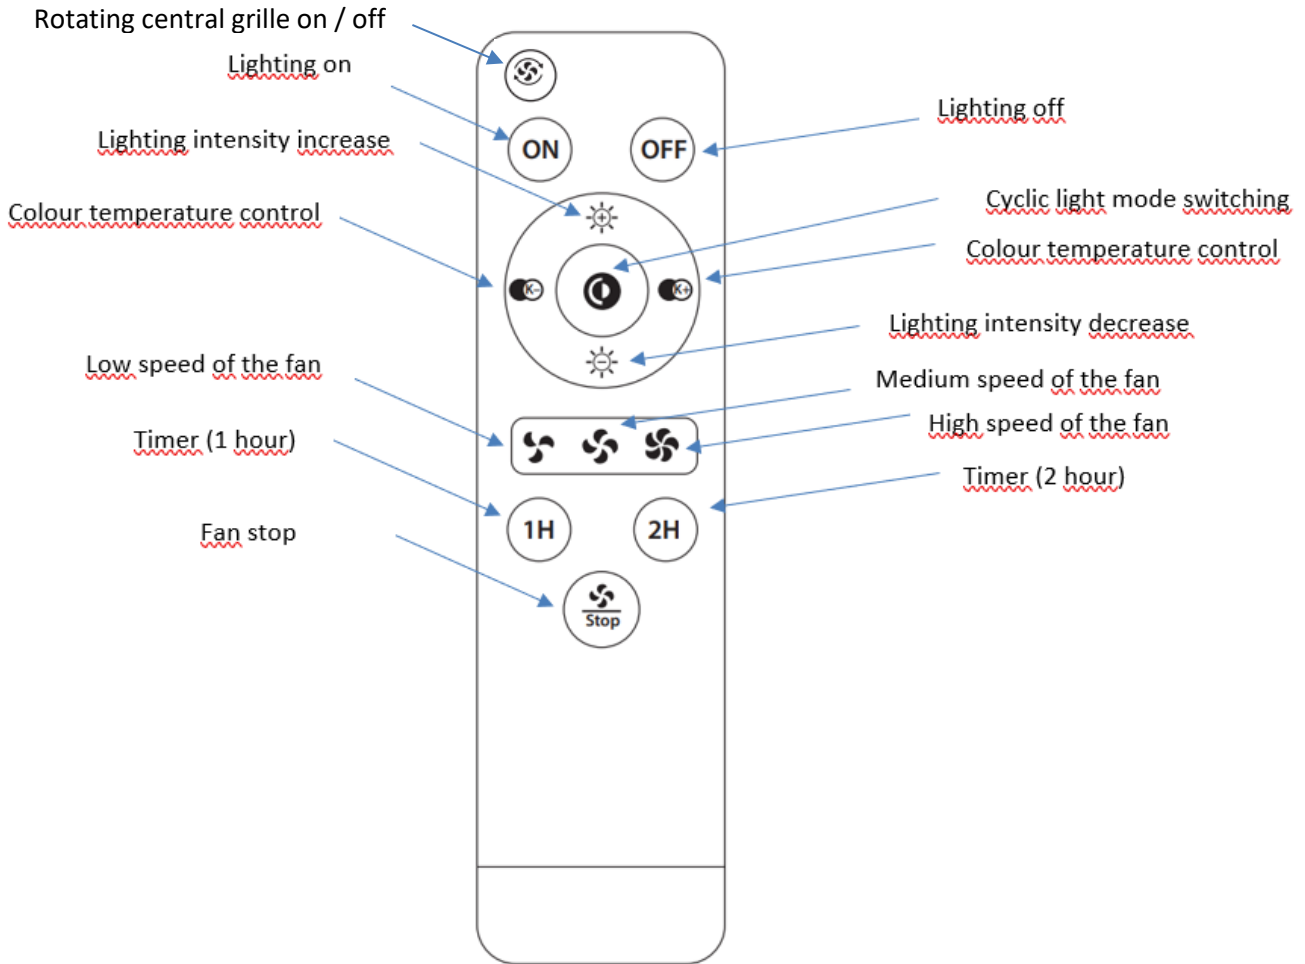 Rotating central grille on / off
Lighting on
Lighting off
ON
OFF
Lighting intensity increase
Cyclic light mode switching
Colour temperature control
Colour temperature control
K-
K+
Lighting intensity decrease
Low speed of the fan
Medium speed of the fan
High speed of the fan
Timer (1 hour)
Timer (2 hour)
1H
2H
Fan stop
Stop